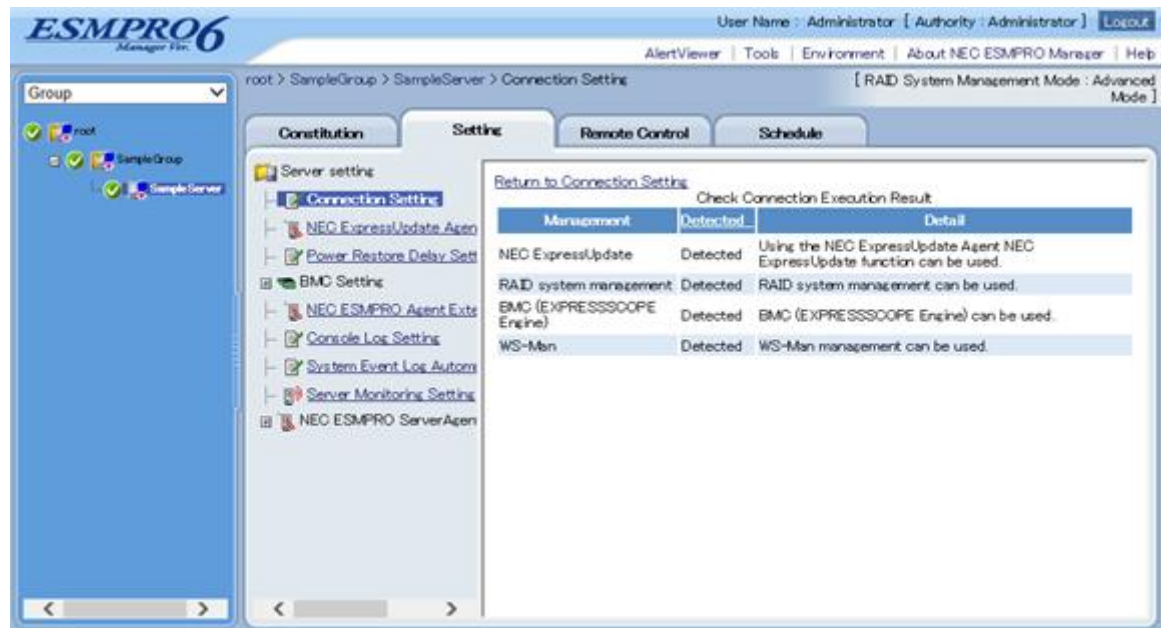 ESMPRO6
Manager Ver.
User Name : Administrator [ Authority : Administrator ] Logout
AlertViewer | Tools | Environment | About NEC ESMPRO Manager | Help
Group
root > SampleGroup > SampleServer > Connection Setting
[ RAID System Management Mode : Advanced
Mode ]
root
SampleGroup
SampleServer
Constitution
Setting
Remote Control
Schedule
Server setting
Connection Setting
NEC ExpressUpdate Agen
Power Restore Delay Sett
BMC Setting
NEC ESMPRO Agent Exte
Console Log Setting
System Event Log Autom
Server Monitoring Setting
NEC ESMPRO ServerAgen
Return to Connection Setting
Check Connection Execution Result
Management Detected Detail
NEC ExpressUpdate Detected Using the NEC ExpressUpdate Agent NEC
ExpressUpdate function can be used.
RAID system management Detected RAID system management can be used.
BMC (EXPRESSSCOPE
Engine) Detected BMC (EXPRESSSCOPE Engine) can be used.
WS-Man Detected WS-Man management can be used.